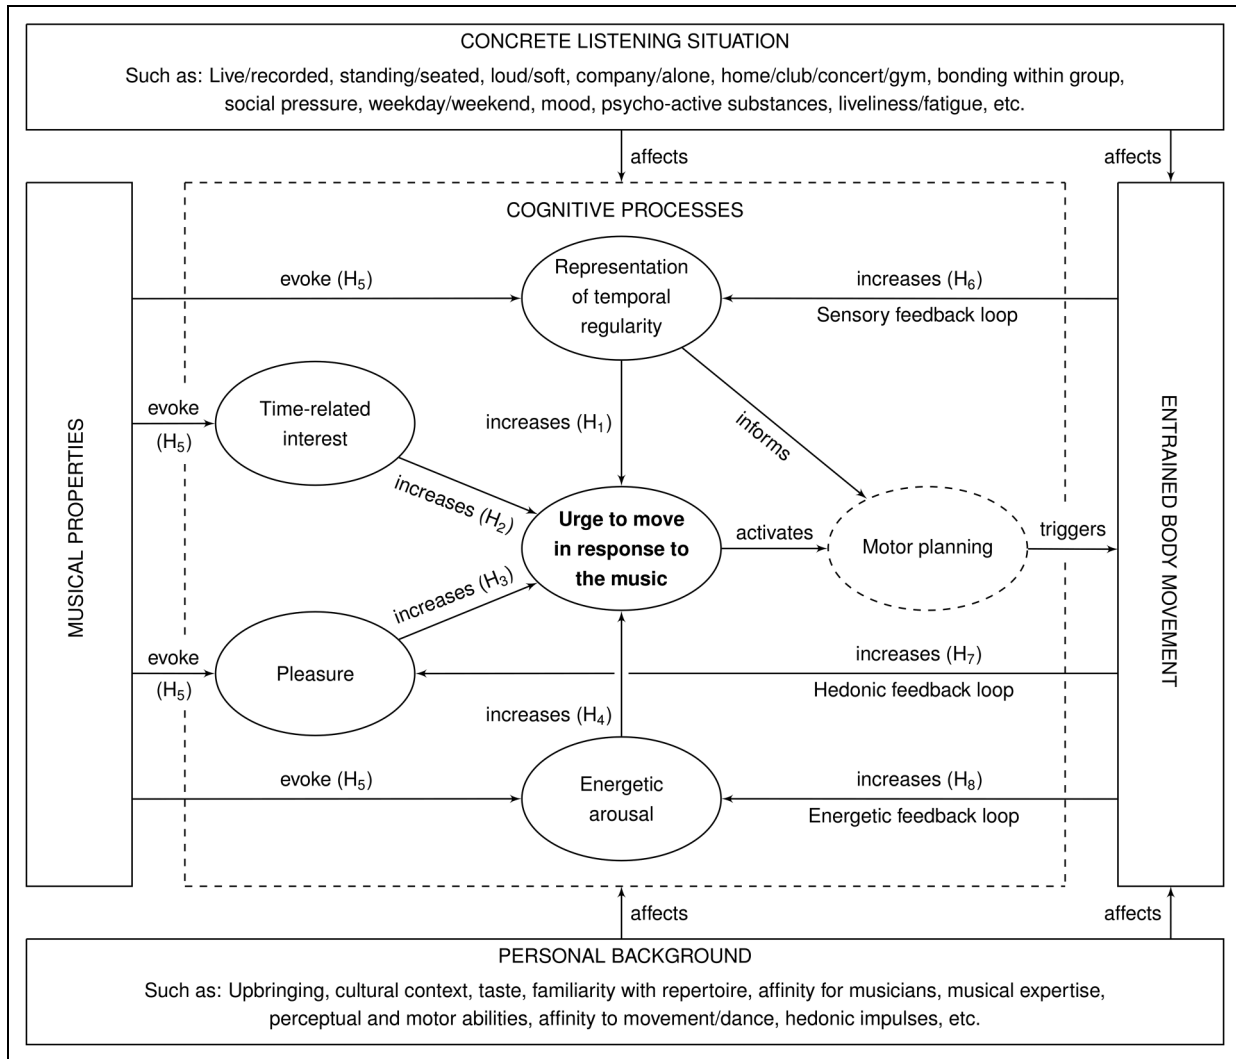 CONCRETE LISTENING SITUATION
Such as: Live/recorded, standing/seated, loud/soft, company/alone, home/club/concert/gym, bonding within group,
social pressure, weekday/weekend, mood, psycho-active substances, liveliness/fatigue, etc.
affects
affects
COGNITIVE PROCESSES
Representation
of temporal
regularity
evoke (H5)
increases (H6)
Sensory feedback loop
MUSICAL PROPERTIES
evoke
(H5)
Time-related
interest
increases (H1)
informs
increases (H2)
Urge to move
in response to
the music
activates
Motor planning
triggers
ENTRAINED BODY MOVEMENT
increases (H3)
evoke
(H5)
Pleasure
increases (H7)
Hedonic feedback loop
increases (H4)
evoke (H5)
Energetic
arousal
increases (H8)
Energetic feedback loop
affects
affects
PERSONAL BACKGROUND
Such as: Upbringing, cultural context, taste, familiarity with repertoire, affinity for musicians, musical expertise,
perceptual and motor abilities, affinity to movement/dance, hedonic impulses, etc.